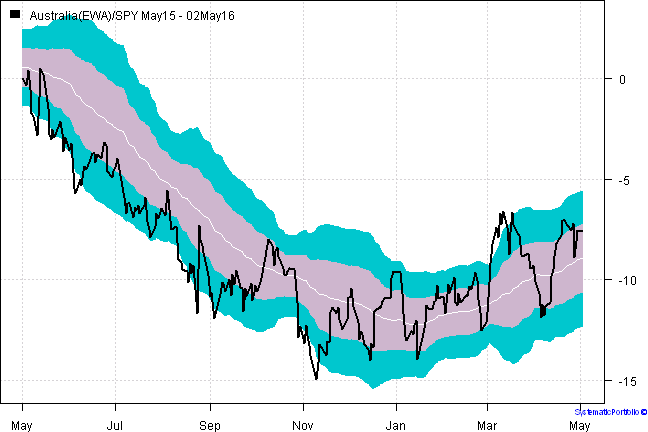 Australia(EWA)/SPY May15 - 02May16
0
-5
-10
-15
May Jul Sep Nov Jan Mar May
SystematicPortfolio ©